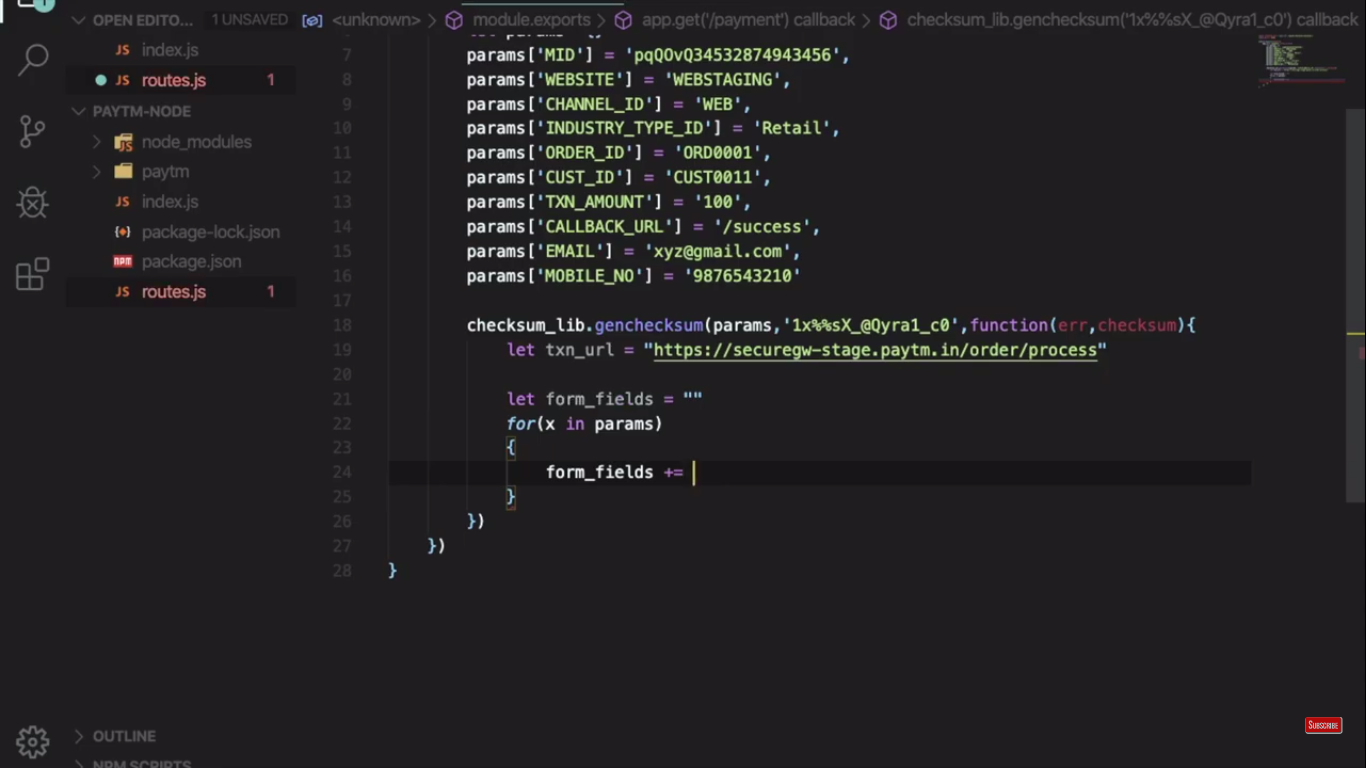 1
OPEN EDITO... 1 UNSAVED
<unknown> > module.exports > app.get('/payment') callback > checksum_lib.genchecksum('1x%%sX_@Qyra1_c0') callback
JS index.js
JS routes.js 1
PAYTM-NODE
node_modules
paytm
JS index.js
package-lock.json
npm package.json
JS routes.js 1
let params = {}
7 params['MID'] = 'pqQOvQ34532874943456',
8 params['WEBSITE'] = 'WEBSTAGING',
9 params['CHANNEL_ID'] = 'WEB',
10 params['INDUSTRY_TYPE_ID'] = 'Retail',
11 params['ORDER_ID'] = 'ORD0001',
12 params['CUST_ID'] = 'CUST0011',
13 params['TXN_AMOUNT'] = '100',
14 params['CALLBACK_URL'] = '/success',
15 params['EMAIL'] = 'xyz@gmail.com',
16 params['MOBILE_NO'] = '9876543210'
17
18 checksum_lib.genchecksum(params,'1x%%sX_@Qyra1_c0',function(err,checksum){
19 let txn_url = "https://securegw-stage.paytm.in/order/process"
20
21 let form_fields = ""
22 for(x in params)
23 {
24 form_fields +=
25 }
26 })
27 })
28 }
OUTLINE
NPM SCRIPTS
SUBSCRIBE